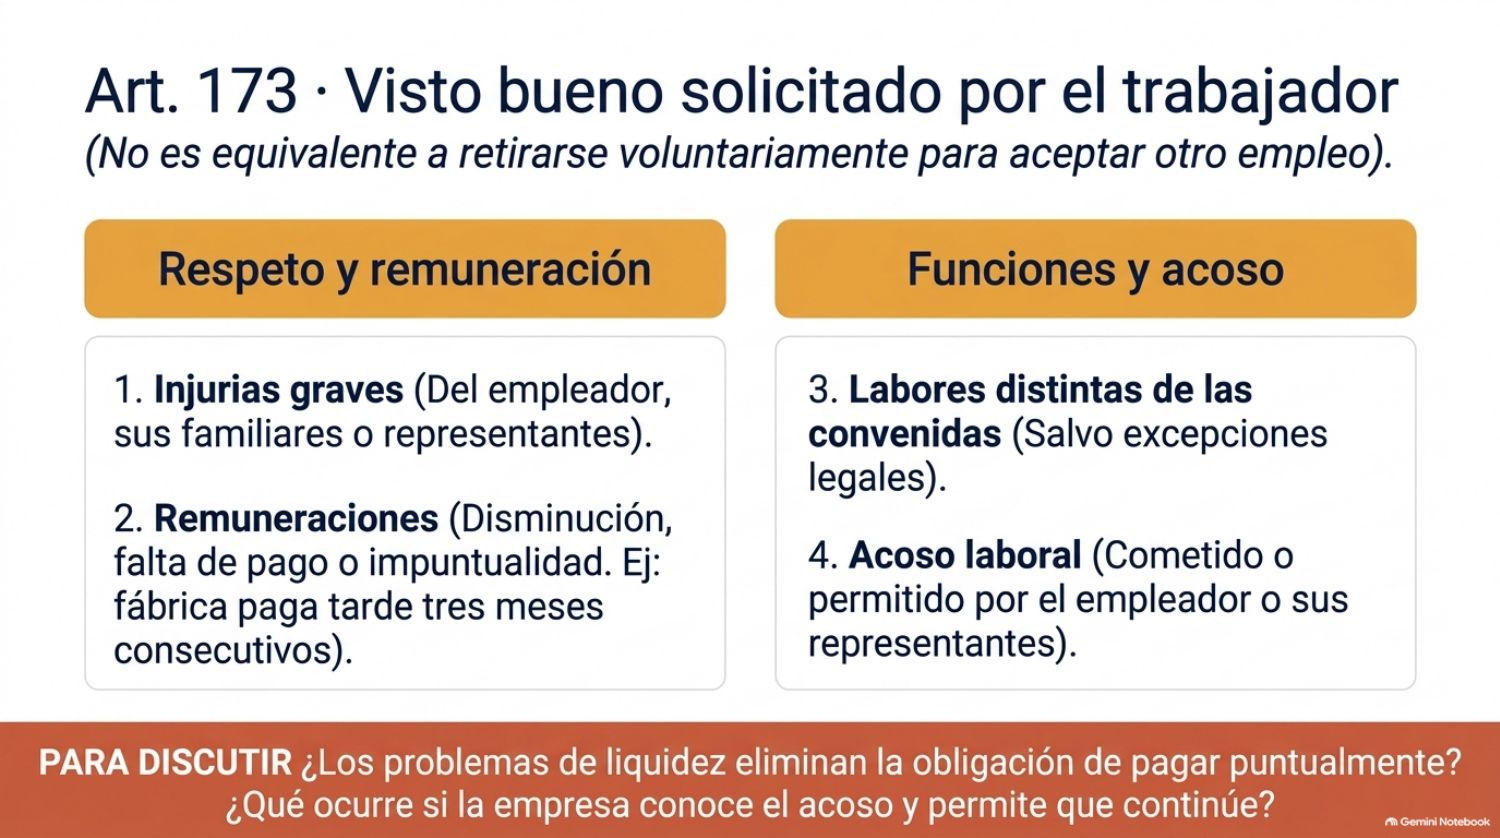 Art. 173 · Visto bueno solicitado por el trabajador
(No es equivalente a retirarse voluntariamente para aceptar otro empleo).
Respeto y remuneración
1. Injurias graves (Del empleador,
sus familiares o representantes).
2. Remuneraciones (Disminución,
falta de pago o impuntualidad. Ej:
fábrica paga tarde tres meses
consecutivos).
Funciones y acoso
3. Labores distintas de las
convenidas (Salvo excepciones
legales).
4. Acoso laboral (Cometido o
permitido por el empleador o sus
representantes).
PARA DISCUTIR ¿Los problemas de liquidez eliminan la obligación de pagar puntualmente?
¿Qué ocurre si la empresa conoce el acoso y permite que continúe?
Gemini Notebook